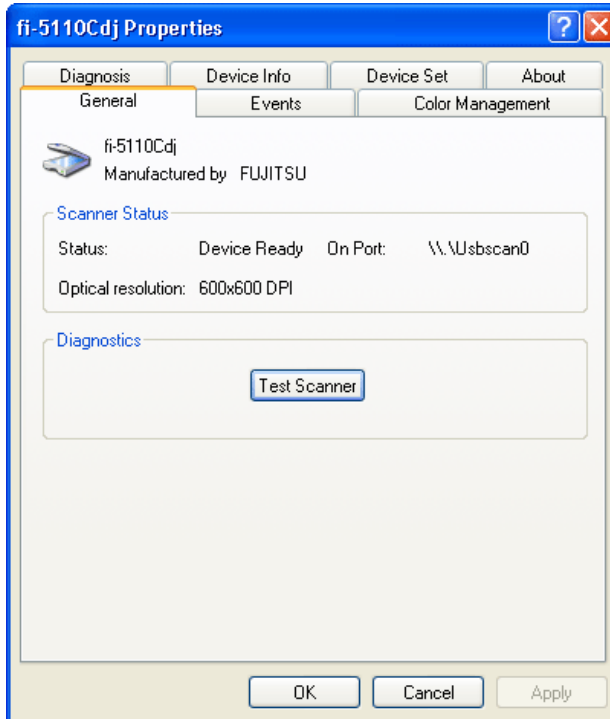 fi-5110Cdj Properties
Diagnosis Device Info Device Set About
General Events Color Management
fi-5110Cdj
Manufactured by FUJITSU
Scanner Status
Status: Device Ready On Port: \\.\Usbscan0
Optical resolution: 600x600 DPI
Diagnostics
Test Scanner
OK Cancel Apply